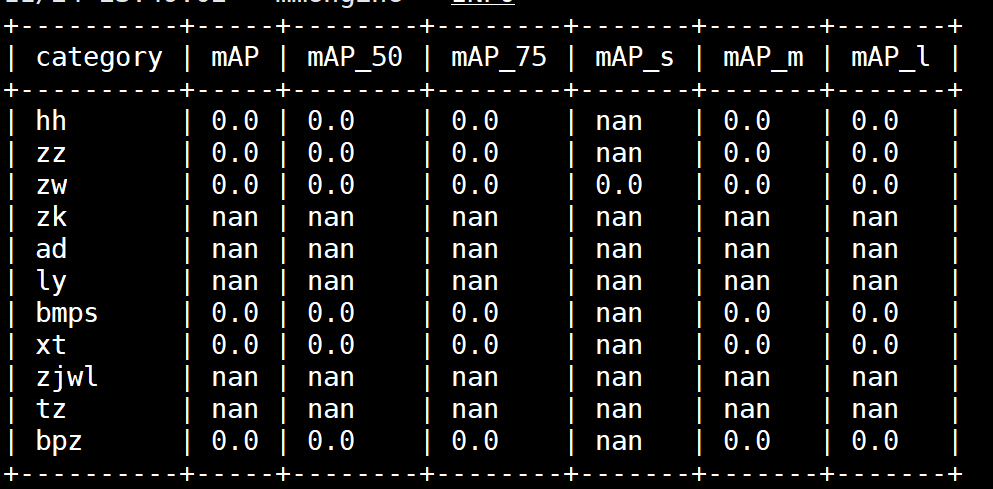 +----------+-----+--------+--------+-------+-------+-------+
| category | mAP | mAP_50 | mAP_75 | mAP_s | mAP_m | mAP_l |
+----------+-----+--------+--------+-------+-------+-------+
| hh | 0.0 | 0.0 | 0.0 | nan | 0.0 | 0.0 |
| zz | 0.0 | 0.0 | 0.0 | nan | 0.0 | 0.0 |
| zw | 0.0 | 0.0 | 0.0 | 0.0 | 0.0 | 0.0 |
| zk | nan | nan | nan | nan | nan | nan |
| ad | nan | nan | nan | nan | nan | nan |
| ly | nan | nan | nan | nan | nan | nan |
| bmps | 0.0 | 0.0 | 0.0 | nan | 0.0 | 0.0 |
| xt | 0.0 | 0.0 | 0.0 | nan | 0.0 | 0.0 |
| zjwl | nan | nan | nan | nan | nan | nan |
| tz | nan | nan | nan | nan | nan | nan |
| bpz | 0.0 | 0.0 | 0.0 | nan | 0.0 | 0.0 |
+----------+-----+--------+--------+-------+-------+-------+